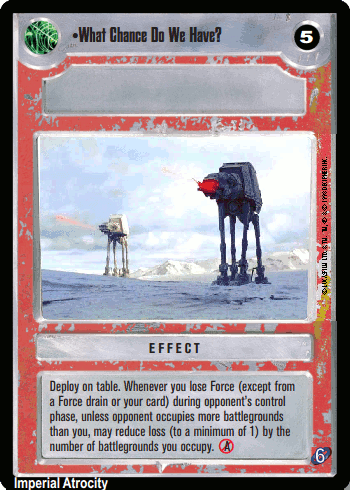 •What Chance Do We Have?
5
EFFECT
Deploy on table. Whenever you lose Force (except from
a Force drain or your card) during opponent's control
phase, unless opponent occupies more battlegrounds
than you, may reduce loss (to a minimum of 1) by the
number of battlegrounds you occupy. A
6
Imperial Atrocity